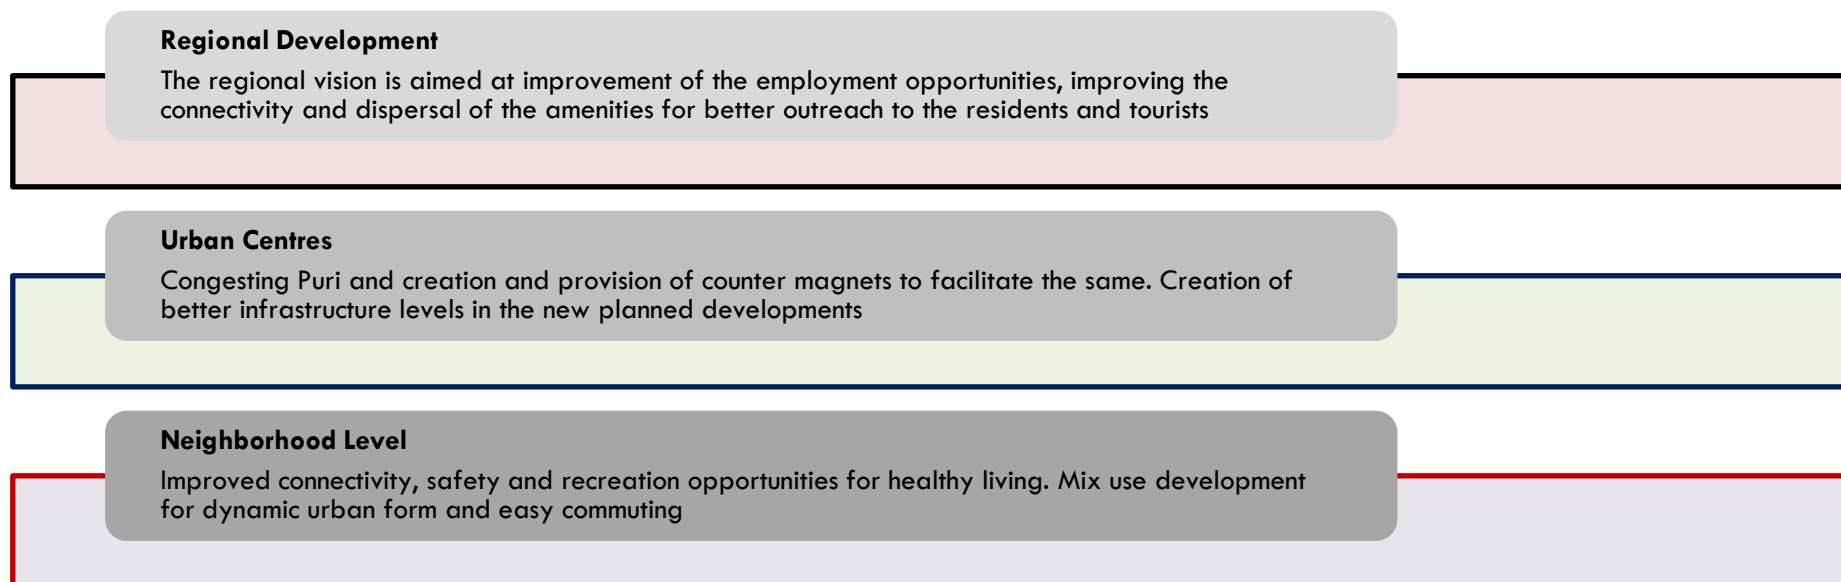 Regional Development
The regional vision is aimed at improvement of the employment opportunities, improving the
connectivity and dispersal of the amenities for better outreach to the residents and tourists
Urban Centres
Congesting Puri and creation and provision of counter magnets to facilitate the same. Creation of
better infrastructure levels in the new planned developments
Neighborhood Level
Improved connectivity, safety and recreation opportunities for healthy living. Mix use development
for dynamic urban form and easy commuting